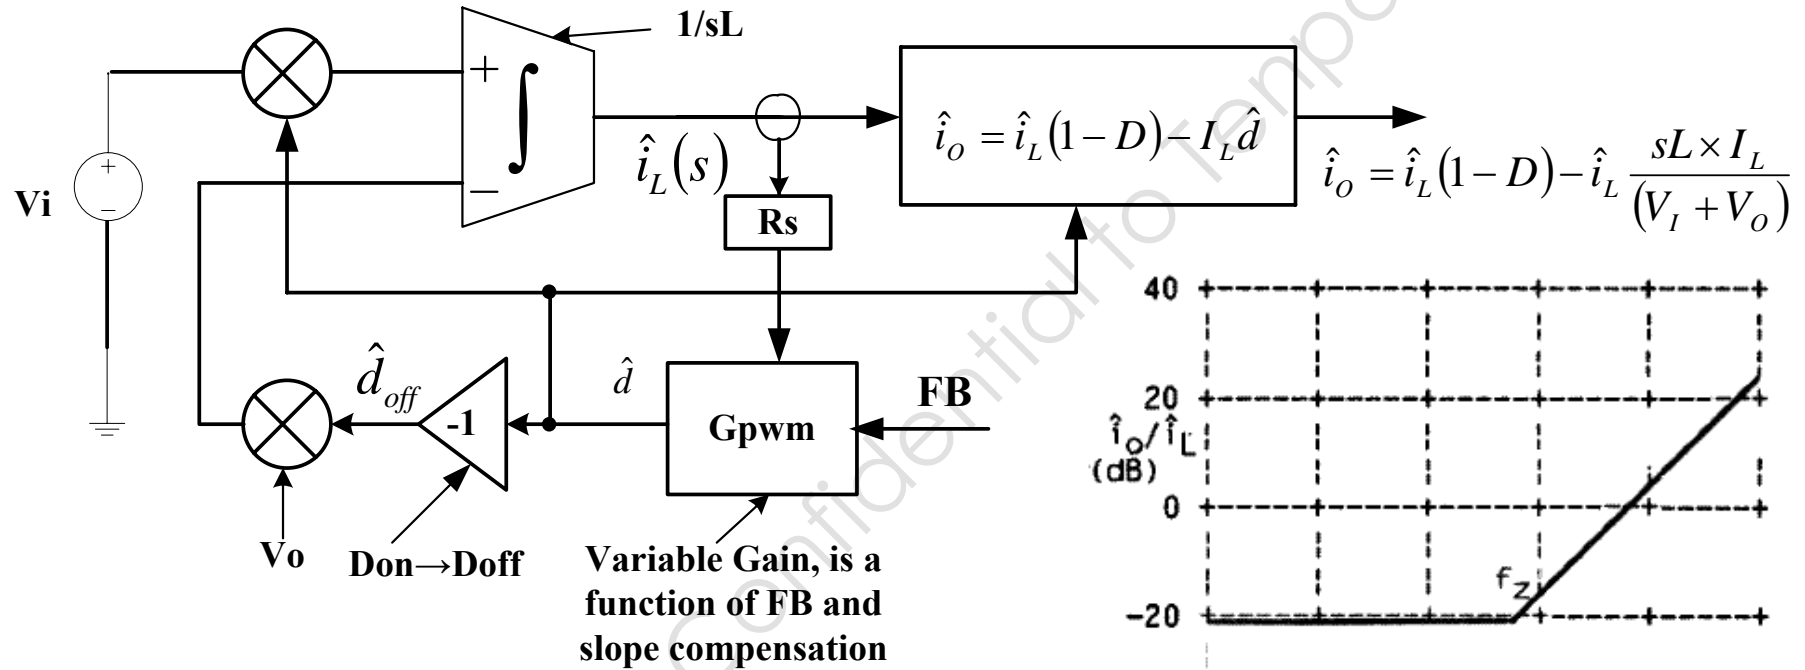 1/sL
+
−
∫
Vi
+
−
î_L(s)
Rs
î_O = î_L(1 − D) − I_L d̂
î_O = î_L(1 − D) − î_L (sL × I_L)/(V_I + V_O)
d̂_off
-1
d̂
Gpwm
FB
Vo
Don→Doff
Variable Gain, is a
function of FB and
slope compensation
40
20
î_O/î_L
(dB)
0
f_Z
-20
Confidential to Tenpo